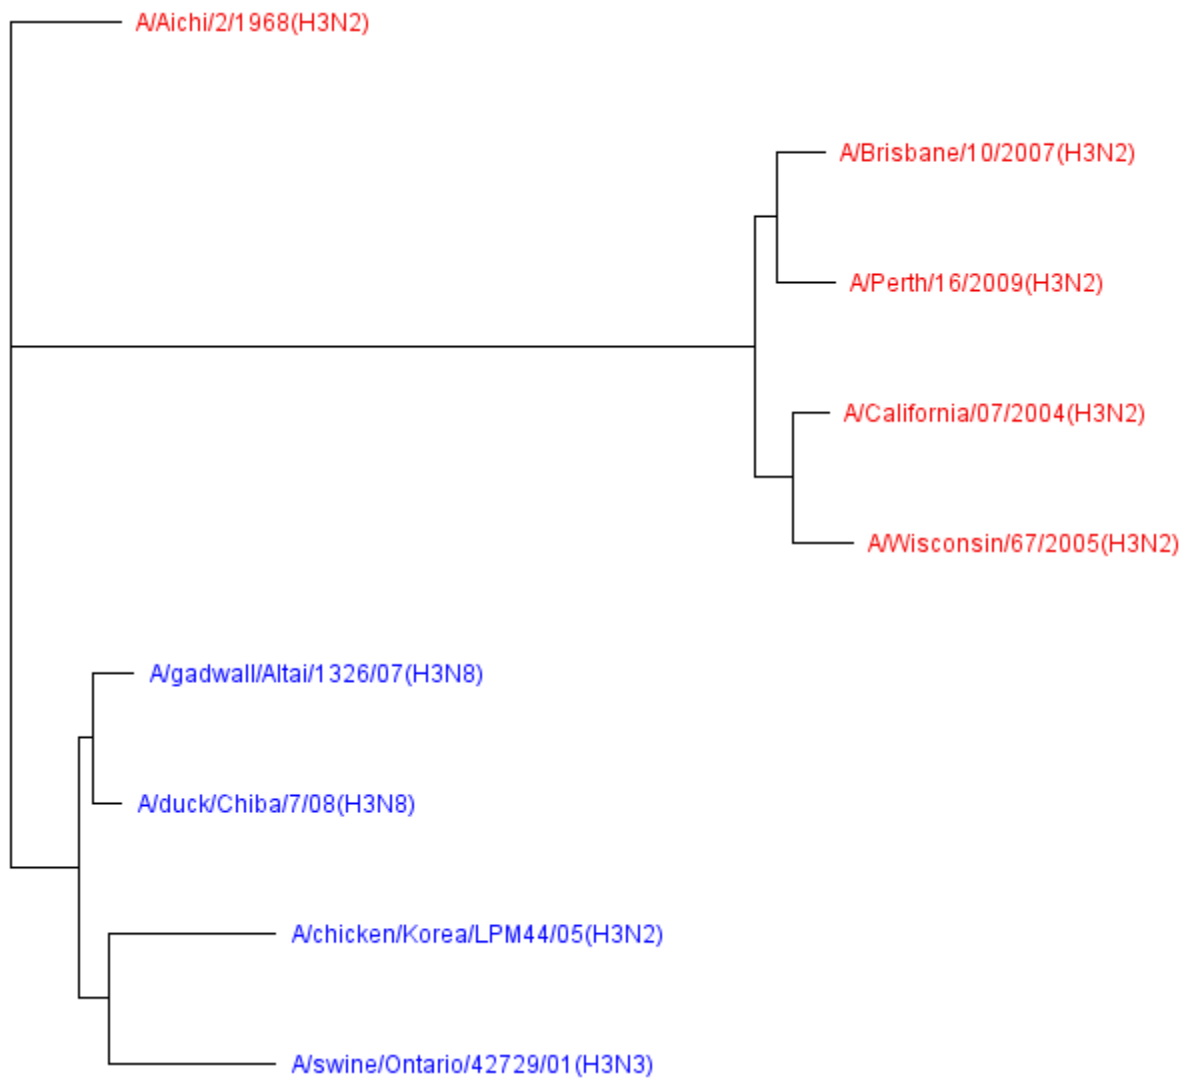 A/Aichi/2/1968(H3N2)
A/Brisbane/10/2007(H3N2)
A/Perth/16/2009(H3N2)
A/California/07/2004(H3N2)
A/Wisconsin/67/2005(H3N2)
A/gadwall/Altai/1326/07(H3N8)
A/duck/Chiba/7/08(H3N8)
A/chicken/Korea/LPM44/05(H3N2)
A/swine/Ontario/42729/01(H3N3)